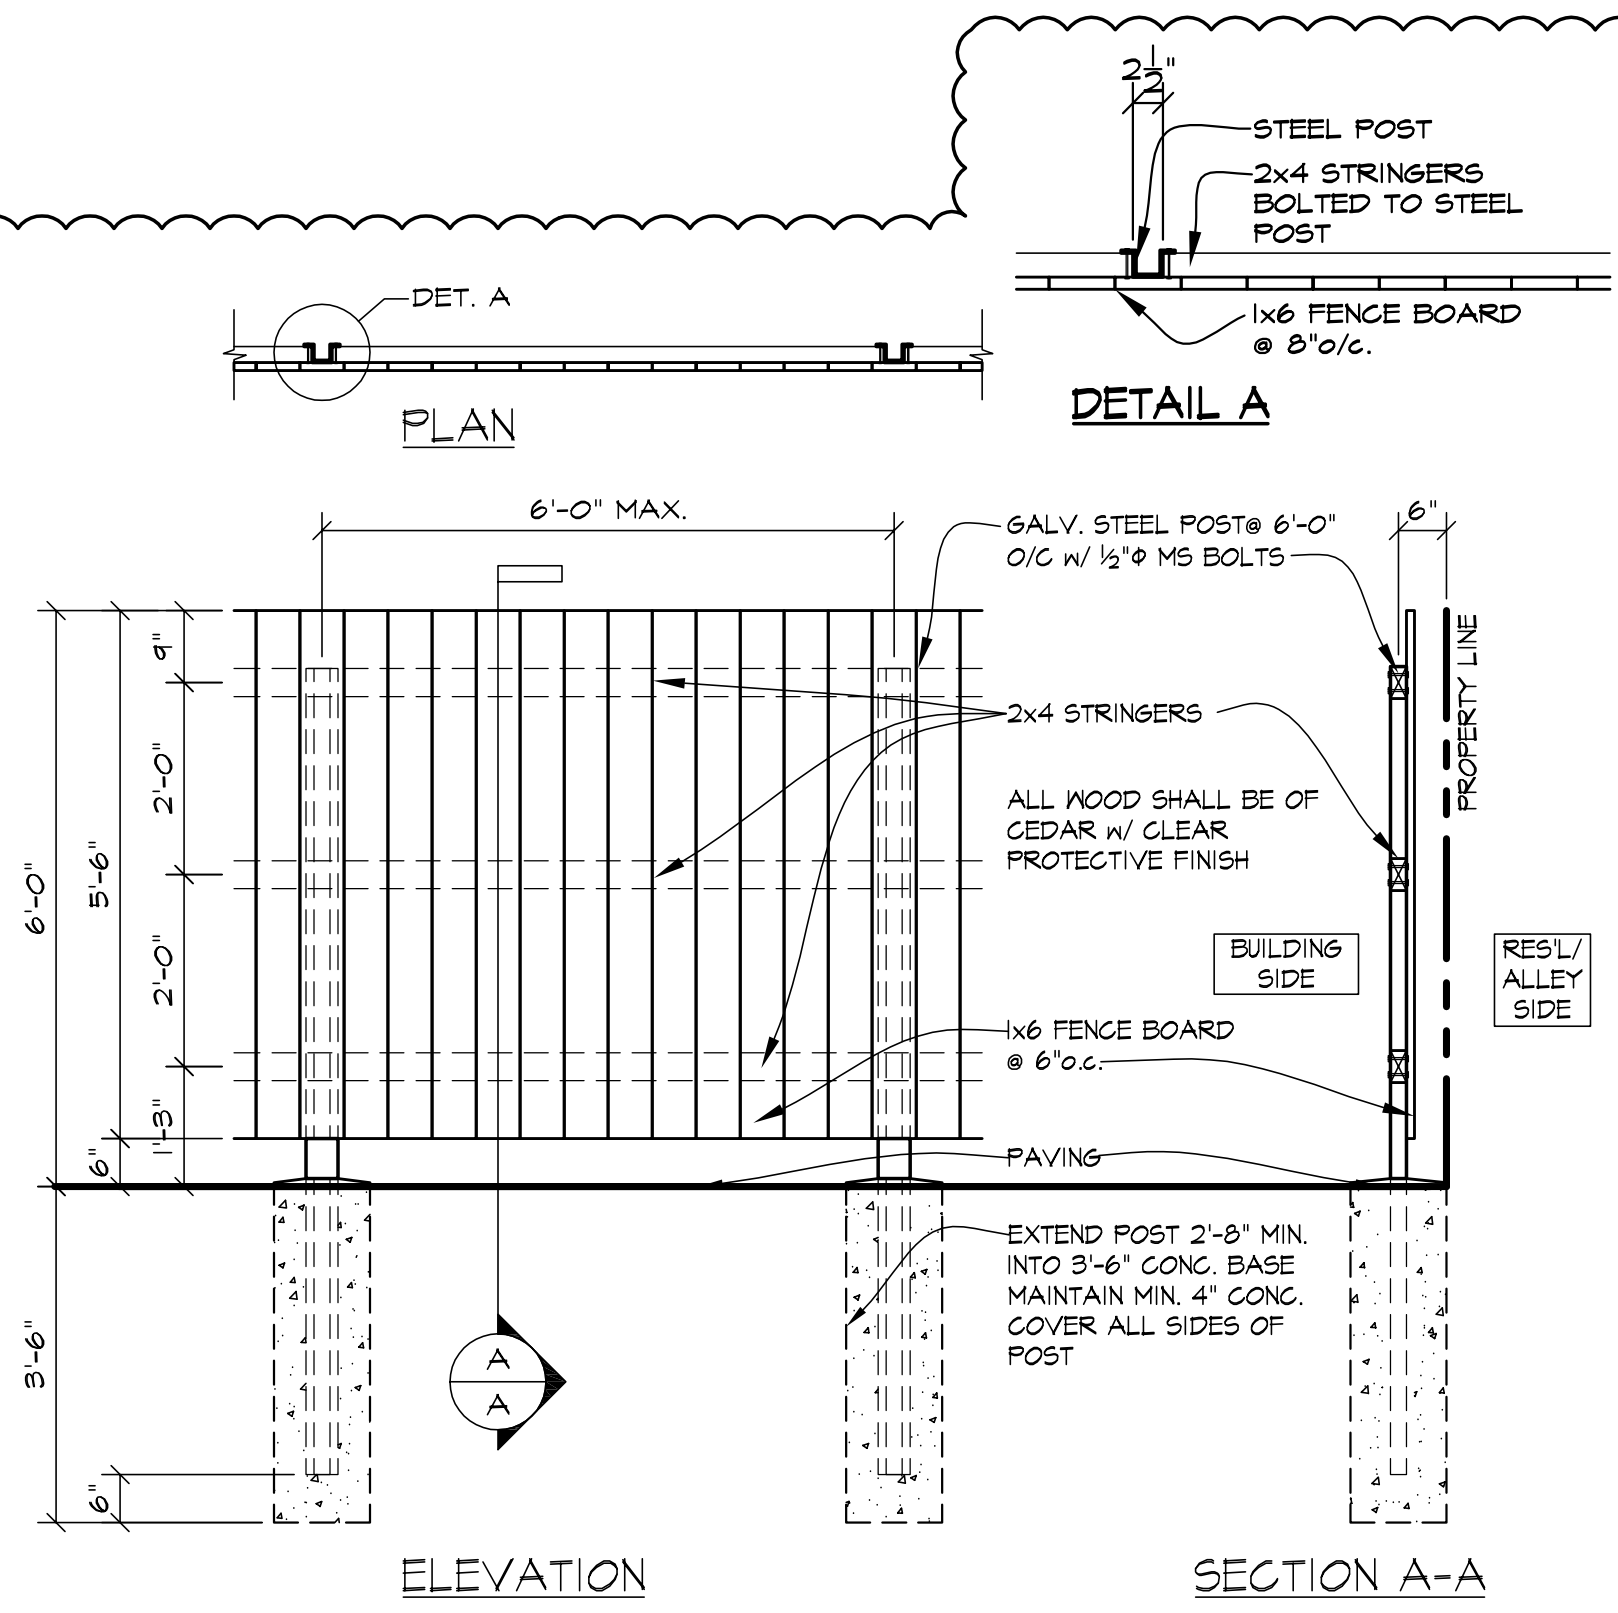 2 1/2"
STEEL POST
2x4 STRINGERS
BOLTED TO STEEL
POST
1x6 FENCE BOARD
@ 8"o/c.
DETAIL A
DET. A
PLAN
6'-0" MAX.
GALV. STEEL POST@ 6'-0"
O/C w/ ½"Φ MS BOLTS
6"
PROPERTY LINE
9"
2'-0"
2'-0"
1'-3"
5'-6"
6"
6'-0"
3'-6"
6"
2x4 STRINGERS
ALL WOOD SHALL BE OF
CEDAR w/ CLEAR
PROTECTIVE FINISH
BUILDING
SIDE
RES'L/
ALLEY
SIDE
1x6 FENCE BOARD
@ 6"o.c.
PAVING
EXTEND POST 2'-8" MIN.
INTO 3'-6" CONC. BASE
MAINTAIN MIN. 4" CONC.
COVER ALL SIDES OF
POST
A
A
ELEVATION
SECTION A-A